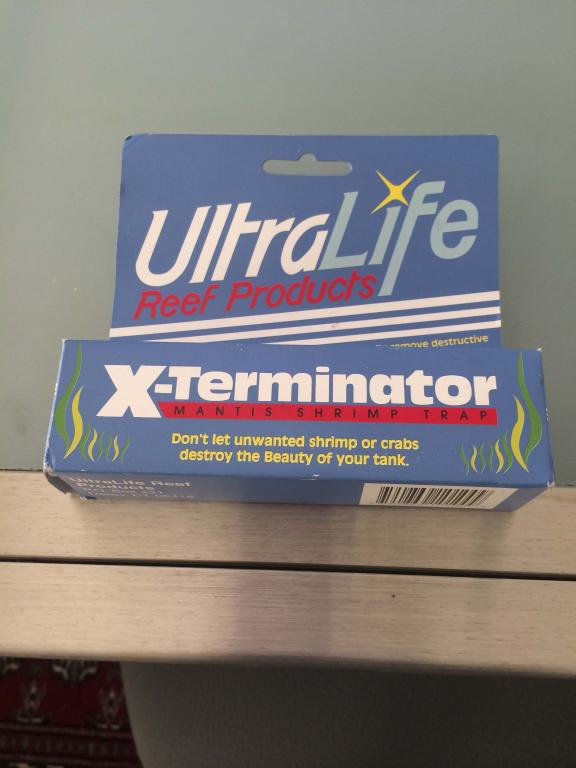 UltraLife
Reef Products
remove destructive
X-Terminator
MANTIS SHRIMP TRAP
Don't let unwanted shrimp or crabs
destroy the Beauty of your tank.
UltraLife Reef
Products